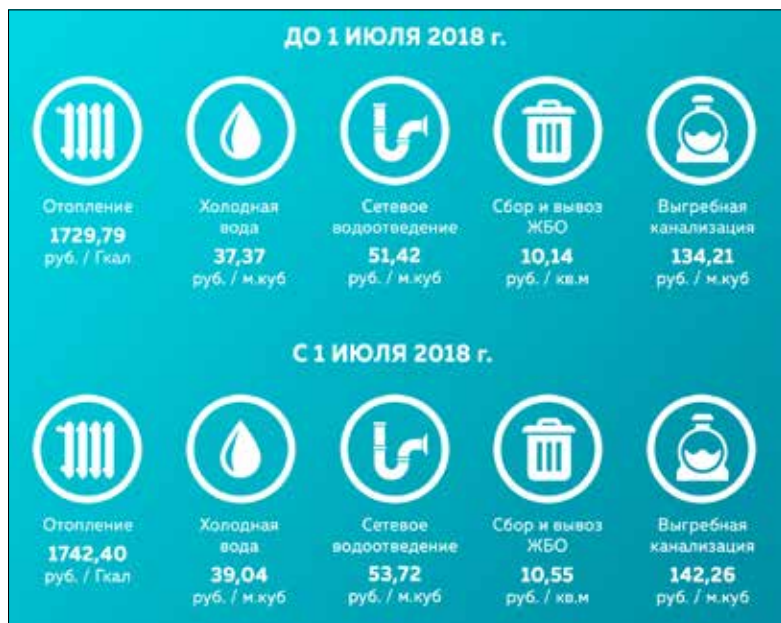 ДО 1 ИЮЛЯ 2018 г.
Отопление
1729,79
руб. / Гкал
Холодная
вода
37,37
руб. / м.куб
Сетевое
водоотведение
51,42
руб. / м.куб
Сбор и вывоз
ЖБО
10,14
руб. / кв.м
Выгребная
канализация
134,21
руб. / м.куб
С 1 ИЮЛЯ 2018 г.
Отопление
1742,40
руб. / Гкал
Холодная
вода
39,04
руб. / м.куб
Сетевое
водоотведение
53,72
руб. / м.куб
Сбор и вывоз
ЖБО
10,55
руб. / кв.м
Выгребная
канализация
142,26
руб. / м.куб